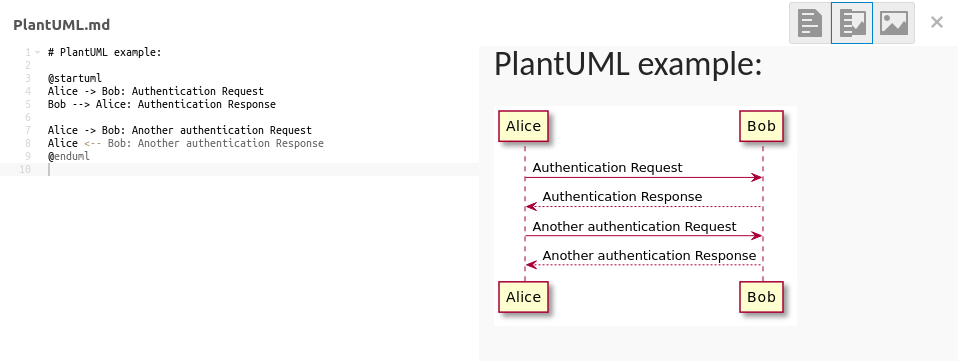 PlantUML.md
1 # PlantUML example:
2
3 @startuml
4 Alice -> Bob: Authentication Request
5 Bob --> Alice: Authentication Response
6
7 Alice -> Bob: Another authentication Request
8 Alice <-- Bob: Another authentication Response
9 @enduml
10
PlantUML example:
Alice Bob
Authentication Request
Authentication Response
Another authentication Request
Another authentication Response
Alice Bob